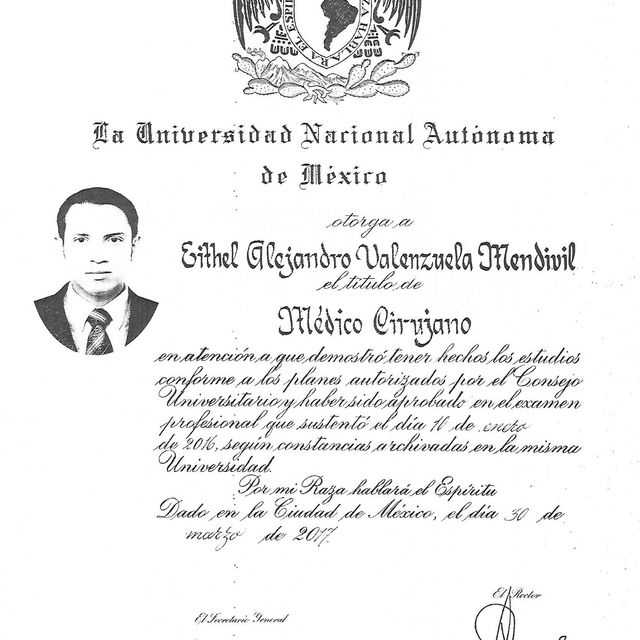 EL ESPIRI
ZA HABLARA
La Universidad Nacional Autónoma
de México
otorga a
Eithel Alejandro Valenzuela Mendivil
el título de
Médico Cirujano
en atención a que demostró tener hechos los estudios
conforme a los planes autorizados por el Consejo
Universitario y haber sido aprobado en el examen
profesional que sustentó el día de enero
de 2016, según constancias archivadas en la misma
Universidad.
Por mi Raza hablará el Espíritu
Dado en la Ciudad de México, el día 30 de
marzo de 2017.
El Rector
El Secretario General